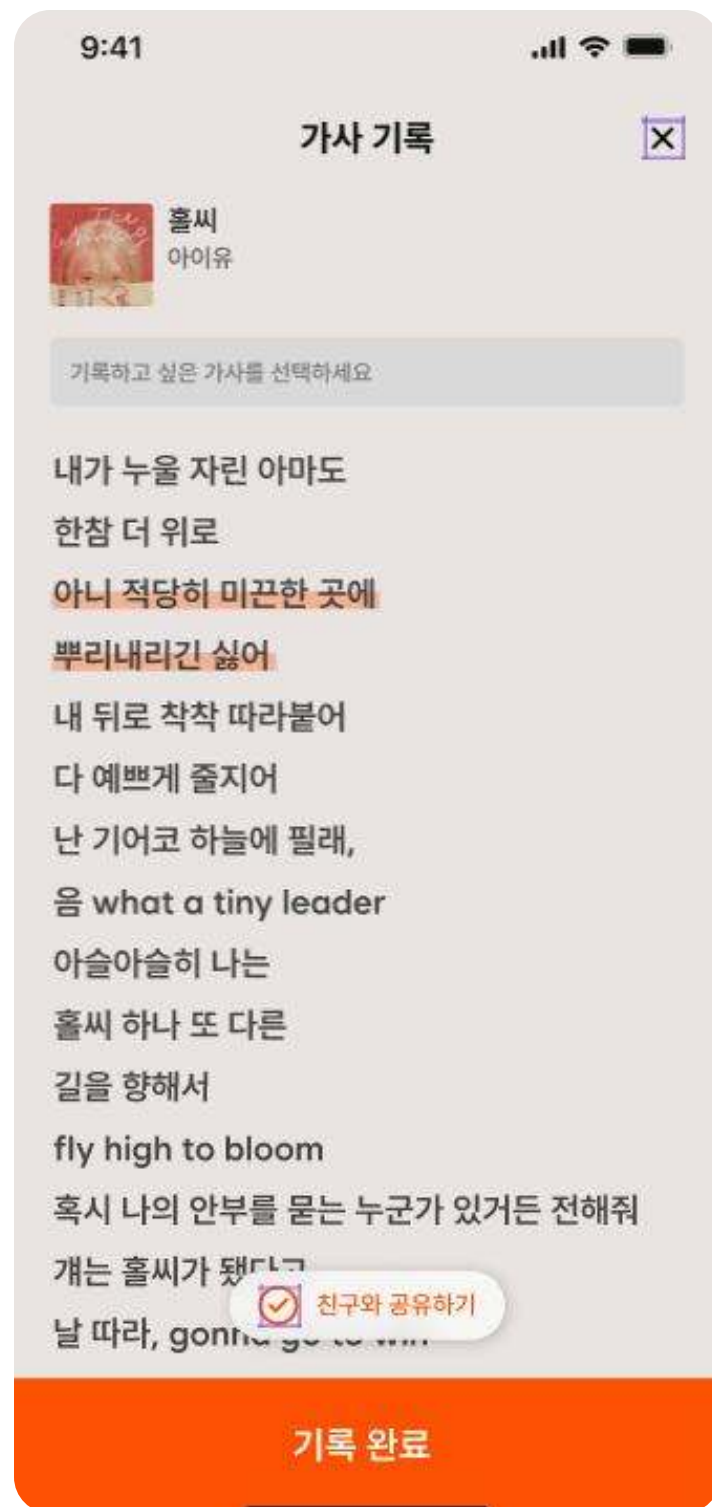 9:41
가사 기록
홀씨
아이유
기록하고 싶은 가사를 선택하세요
내가 누울 자린 아마도
한참 더 위로
아니 적당히 미끈한 곳에
뿌리내리긴 싫어
내 뒤로 착착 따라붙어
다 예쁘게 줄지어
난 기어코 하늘에 필래,
음 what a tiny leader
아슬아슬히 나는
홀씨 하나 또 다른
길을 향해서
fly high to bloom
혹시 나의 안부를 묻는 누군가 있거든 전해줘
걔는 홀씨가 됐다고
친구와 공유하기
날 따라, gonna go to win
기록 완료